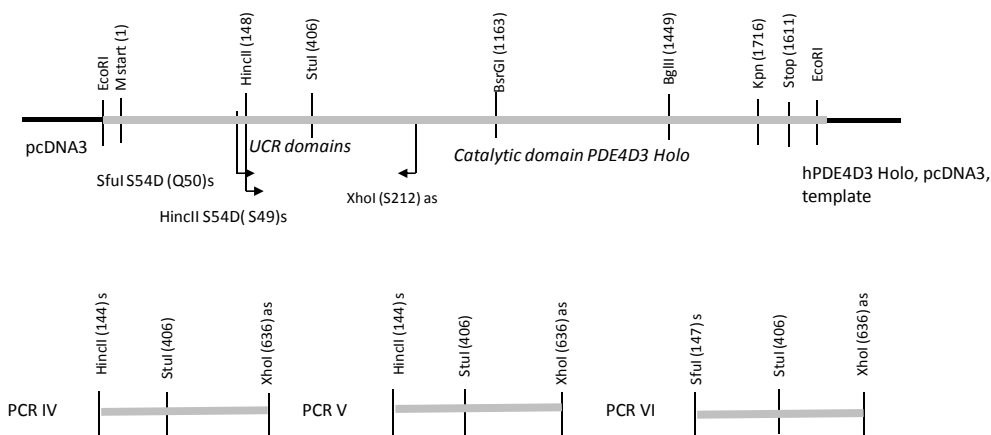 EcoRI
M start (1)
HincII (148)
StuI (406)
BsrGI (1163)
BglII (1449)
Kpn (1716)
Stop (1611)
EcoRI
pcDNA3
UCR domains
Catalytic domain PDE4D3 Holo
SfuI S54D (Q50)s
HincII S54D( S49)s
XhoI (S212) as
hPDE4D3 Holo, pcDNA3,
template
HincII (144) s
StuI (406)
XhoI (636) as
HincII (144) s
StuI (406)
XhoI (636) as
SfuI (147) s
StuI (406)
XhoI (636) as
PCR IV
PCR V
PCR VI